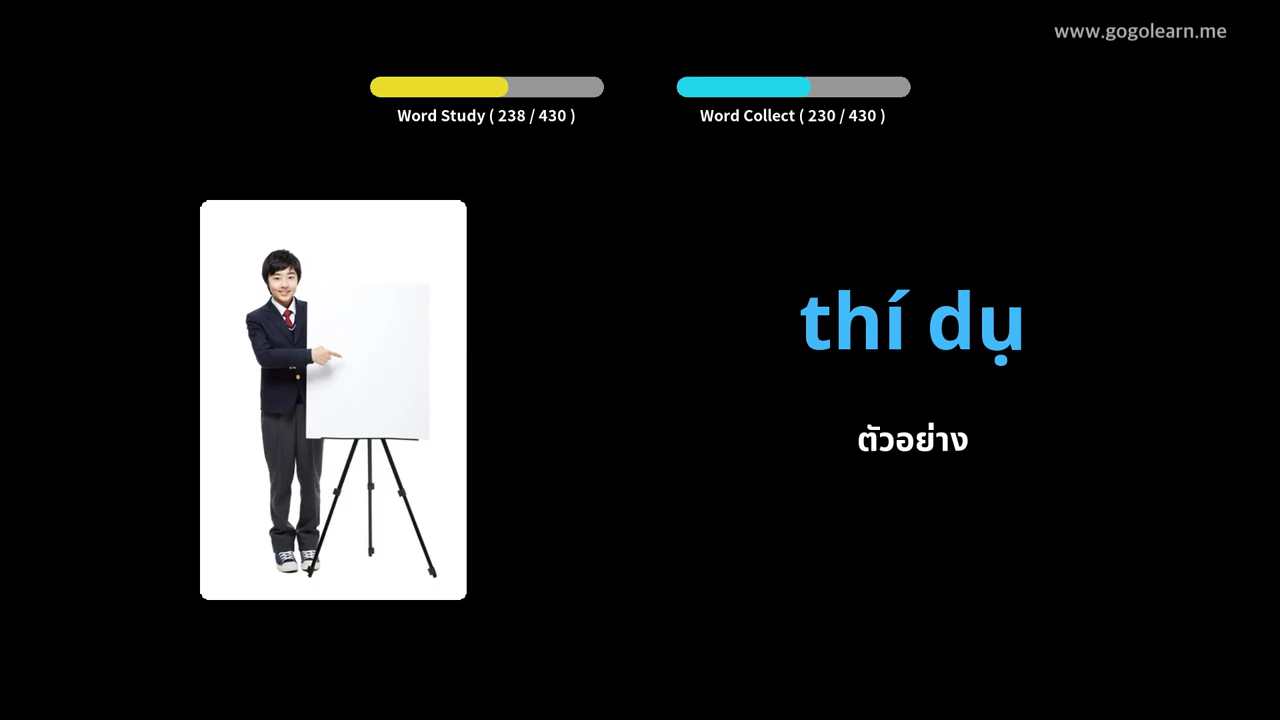 www.gogolearn.me
Word Study ( 238 / 430 )
Word Collect ( 230 / 430 )
thí dụ
ตัวอย่าง